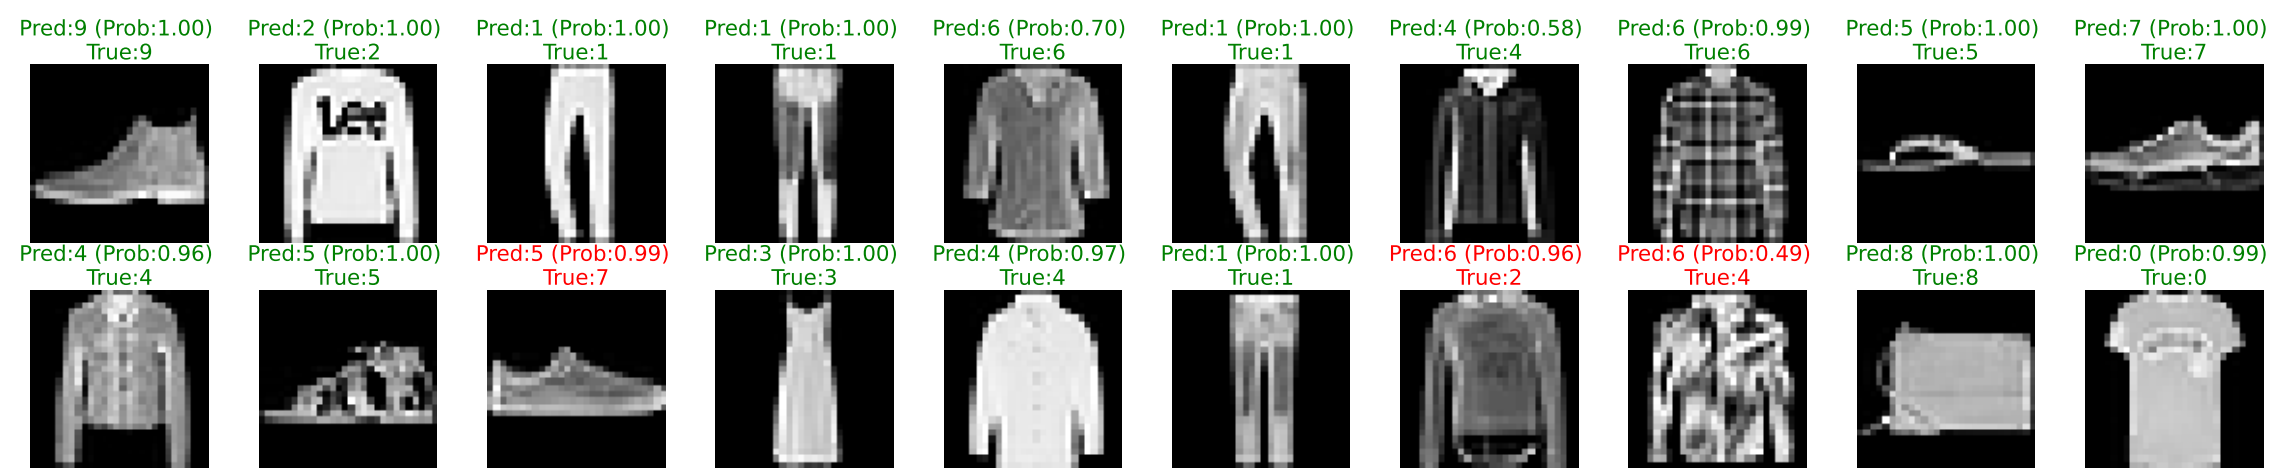 Pred:9 (Prob:1.00) Pred:2 (Prob:1.00) Pred:1 (Prob:1.00) Pred:1 (Prob:1.00) Pred:6 (Prob:0.70) Pred:1 (Prob:1.00) Pred:4 (Prob:0.58) Pred:6 (Prob:0.99) Pred:5 (Prob:1.00) Pred:7 (Prob:1.00)
True:9 True:2 True:1 True:1 True:6 True:1 True:4 True:6 True:5 True:7
Lee
Pred:4 (Prob:0.96) Pred:5 (Prob:1.00) Pred:5 (Prob:0.99) Pred:3 (Prob:1.00) Pred:4 (Prob:0.97) Pred:1 (Prob:1.00) Pred:6 (Prob:0.96) Pred:6 (Prob:0.49) Pred:8 (Prob:1.00) Pred:0 (Prob:0.99)
True:4 True:5 True:7 True:3 True:4 True:1 True:2 True:4 True:8 True:0